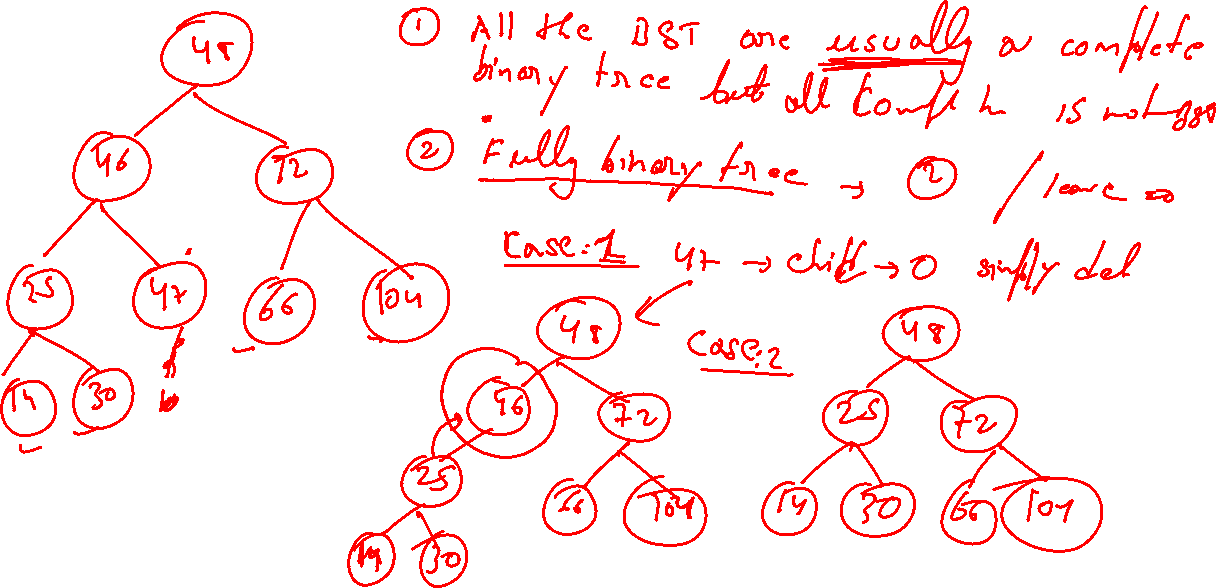 ① All the BST are usually a complete
binary tree but all Comp is not
② Fully binary tree → ② / leave ⇒
Case:1 47 → child → 0 simply del
Case:2
48
46 72
25 47 66 104
14 30
48
46 72
25 66 104
14 30
48
25 72
14 30 66 104